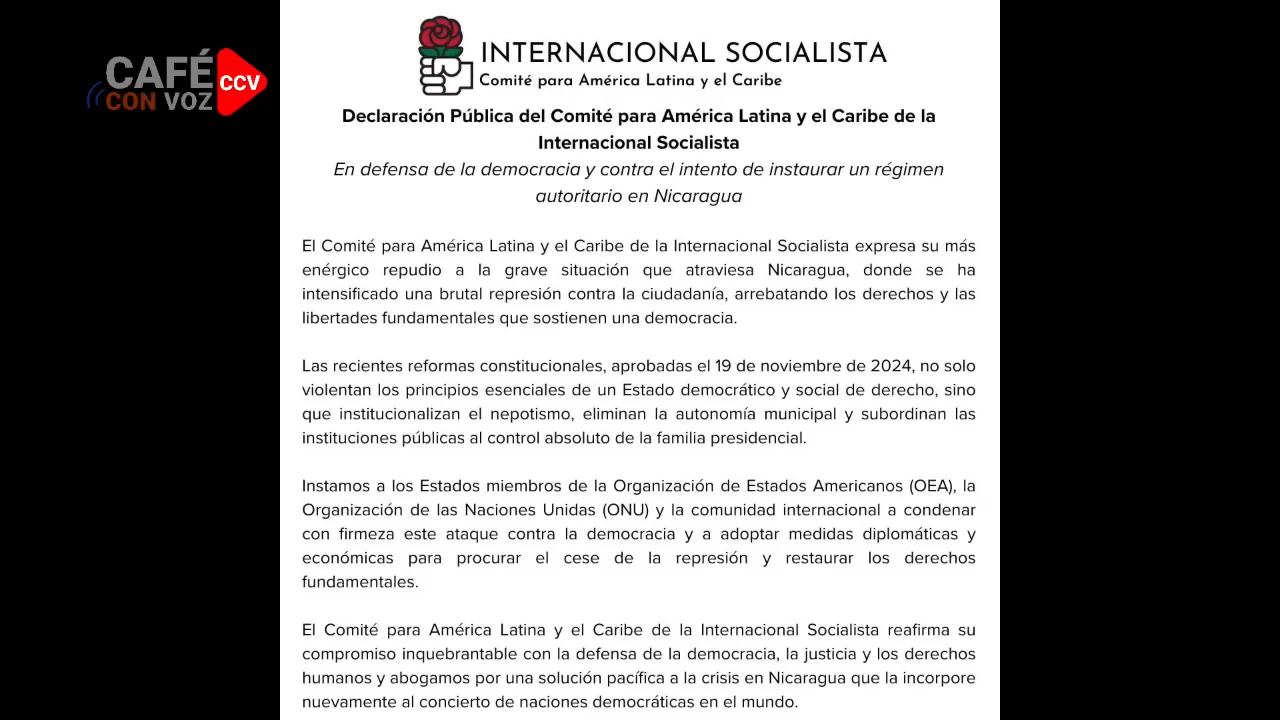 CAFÉ
CON VOZ
CCV
INTERNACIONAL SOCIALISTA
Comité para América Latina y el Caribe
Declaración Pública del Comité para América Latina y el Caribe de la
Internacional Socialista
En defensa de la democracia y contra el intento de instaurar un régimen
autoritario en Nicaragua
El Comité para América Latina y el Caribe de la Internacional Socialista expresa su más
enérgico repudio a la grave situación que atraviesa Nicaragua, donde se ha
intensificado una brutal represión contra la ciudadanía, arrebatando los derechos y las
libertades fundamentales que sostienen una democracia.
Las recientes reformas constitucionales, aprobadas el 19 de noviembre de 2024, no solo
violentan los principios esenciales de un Estado democrático y social de derecho, sino
que institucionalizan el nepotismo, eliminan la autonomía municipal y subordinan las
instituciones públicas al control absoluto de la familia presidencial.
Instamos a los Estados miembros de la Organización de Estados Americanos (OEA), la
Organización de las Naciones Unidas (ONU) y la comunidad internacional a condenar
con firmeza este ataque contra la democracia y a adoptar medidas diplomáticas y
económicas para procurar el cese de la represión y restaurar los derechos
fundamentales.
El Comité para América Latina y el Caribe de la Internacional Socialista reafirma su
compromiso inquebrantable con la defensa de la democracia, la justicia y los derechos
humanos y abogamos por una solución pacífica a la crisis en Nicaragua que la incorpore
nuevamente al concierto de naciones democráticas en el mundo.